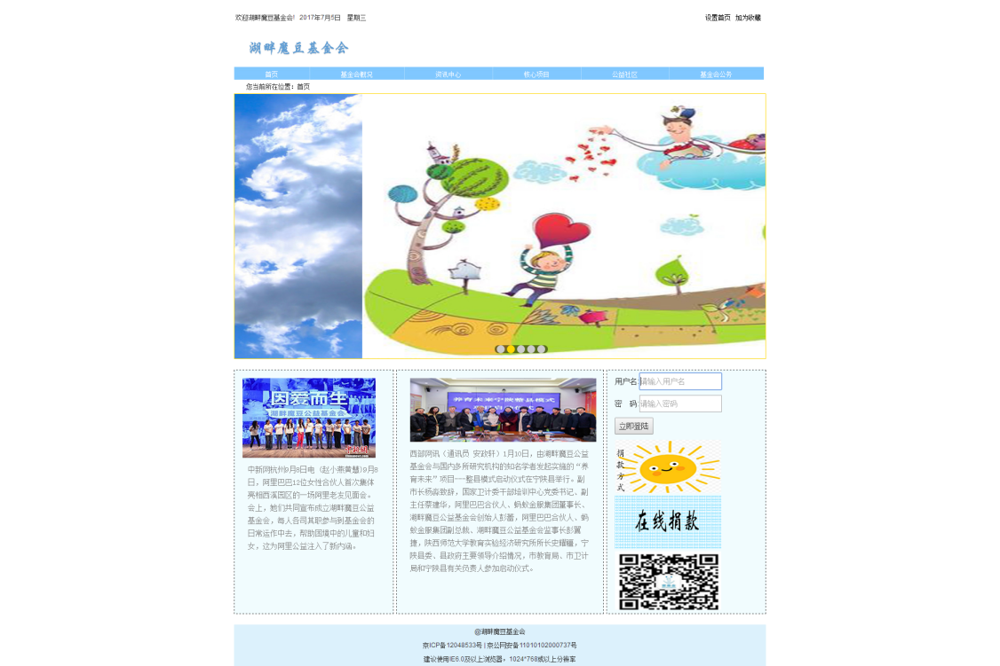 欢迎湖畔魔豆基金会! 2017年7月5日 星期三
设置首页 加为收藏
湖畔魔豆基金会
首页 基金会概况 资讯中心 核心项目 公益社区 基金会公务
您当前所在位置：首页
因爱而生
湖畔魔豆公益基金会
中新网杭州9月8日电（赵小燕黄慧)9月8
日，阿里巴巴12位女性合伙人首次集体
亮相西溪园区的一场阿里老友见面会。
会上，她们共同宣布成立湖畔魔豆公益
基金会，每人各司其职参与到基金会的
日常运作中去，帮助困境中的儿童和妇
女，这为阿里公益注入了新内涵。
养育未来宁陕整县模式
西部网讯（通讯员 安政轩）1月10日，由湖畔魔豆公益
基金会与国内多所研究机构的知名学者发起实施的“养
育未来”项目---整县模式启动仪式在宁陕县举行。副
市长杨淼致辞，国家卫计委干部培训中心党委书记、副
主任蔡建华，阿里巴巴合伙人、蚂蚁金服集团董事长、
湖畔魔豆公益基金会创始人彭蕾，阿里巴巴合伙人、蚂
蚁金服集团副总裁、湖畔魔豆公益基金会监事长彭翼
捷，陕西师范大学教育实验经济研究所所长史耀疆，宁
陕县委、县政府主要领导介绍情况，市教育局、市卫计
局和宁陕县有关负责人参加启动仪式。
用户名:请输入用户名
密 码:请输入密码
立即登陆
捐款方式
在线捐款
@湖畔魔豆基金会
京ICP备12048533号 | 京公网安备11010102000737号
建议使用IE6.0及以上浏览器，1024*768或以上分辨率